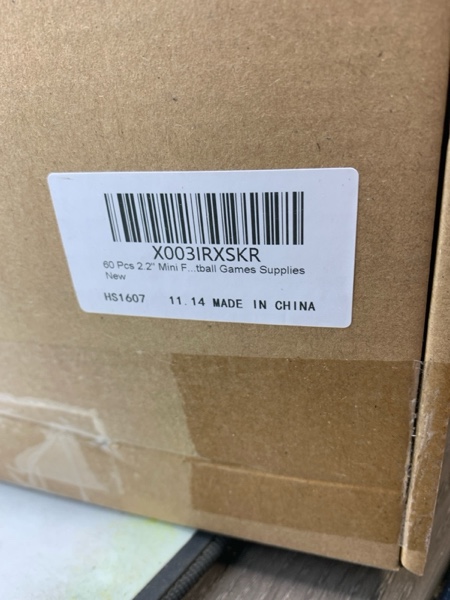 X003IRXSKR
60 Pcs 2.2" Mini F...tball Games Supplies
New
HS1607 11.14 MADE IN CHINA